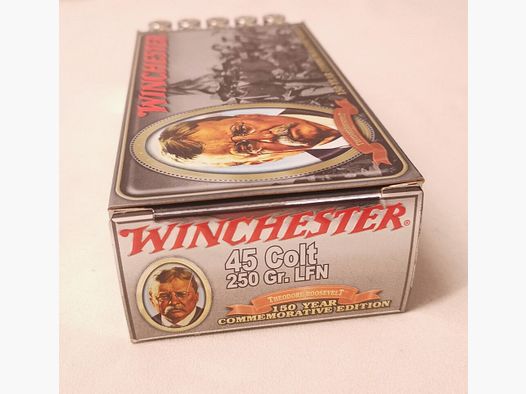 WINCHESTER
WINCHESTER®
45 Colt
250 Gr. LFN
THEODORE ROOSEVELT
150 YEAR
COMMEMORATIVE EDITION